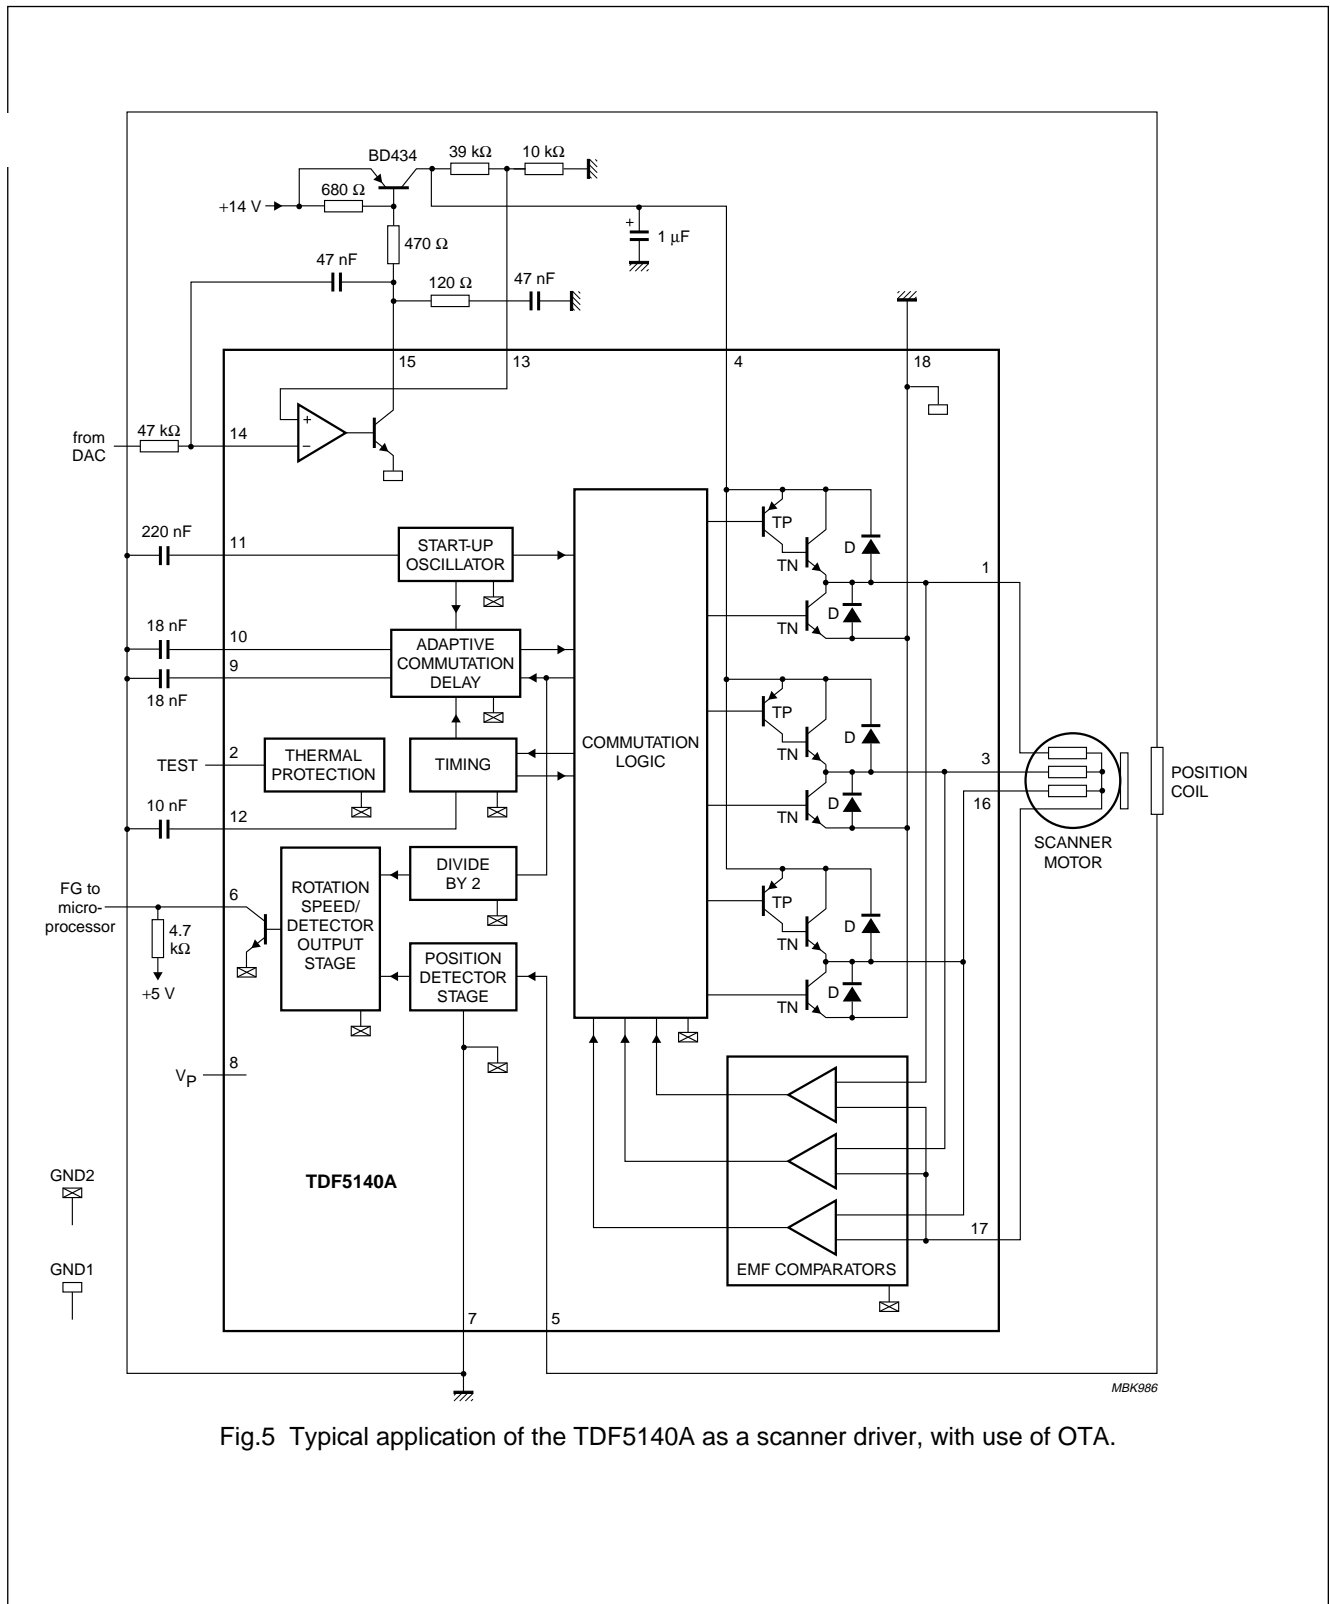 BD434
39 kΩ
10 kΩ
680 Ω
+14 V
470 Ω
+
1 μF
47 nF
120 Ω
47 nF
15
13
4
18
from
DAC
47 kΩ
14
+
−
220 nF
11
START-UP
OSCILLATOR
TP
D
TN
1
D
TN
18 nF
10
9
18 nF
ADAPTIVE
COMMUTATION
DELAY
TP
D
TN
3
D
TN
16
COMMUTATION
LOGIC
TEST
2
THERMAL
PROTECTION
TIMING
10 nF
12
SCANNER
MOTOR
POSITION
COIL
FG to
micro-
processor
6
4.7
kΩ
+5 V
ROTATION
SPEED/
DETECTOR
OUTPUT
STAGE
DIVIDE
BY 2
POSITION
DETECTOR
STAGE
TP
D
TN
D
TN
VP
8
GND2
TDF5140A
17
EMF COMPARATORS
GND1
7
5
MBK986
Fig.5 Typical application of the TDF5140A as a scanner driver, with use of OTA.